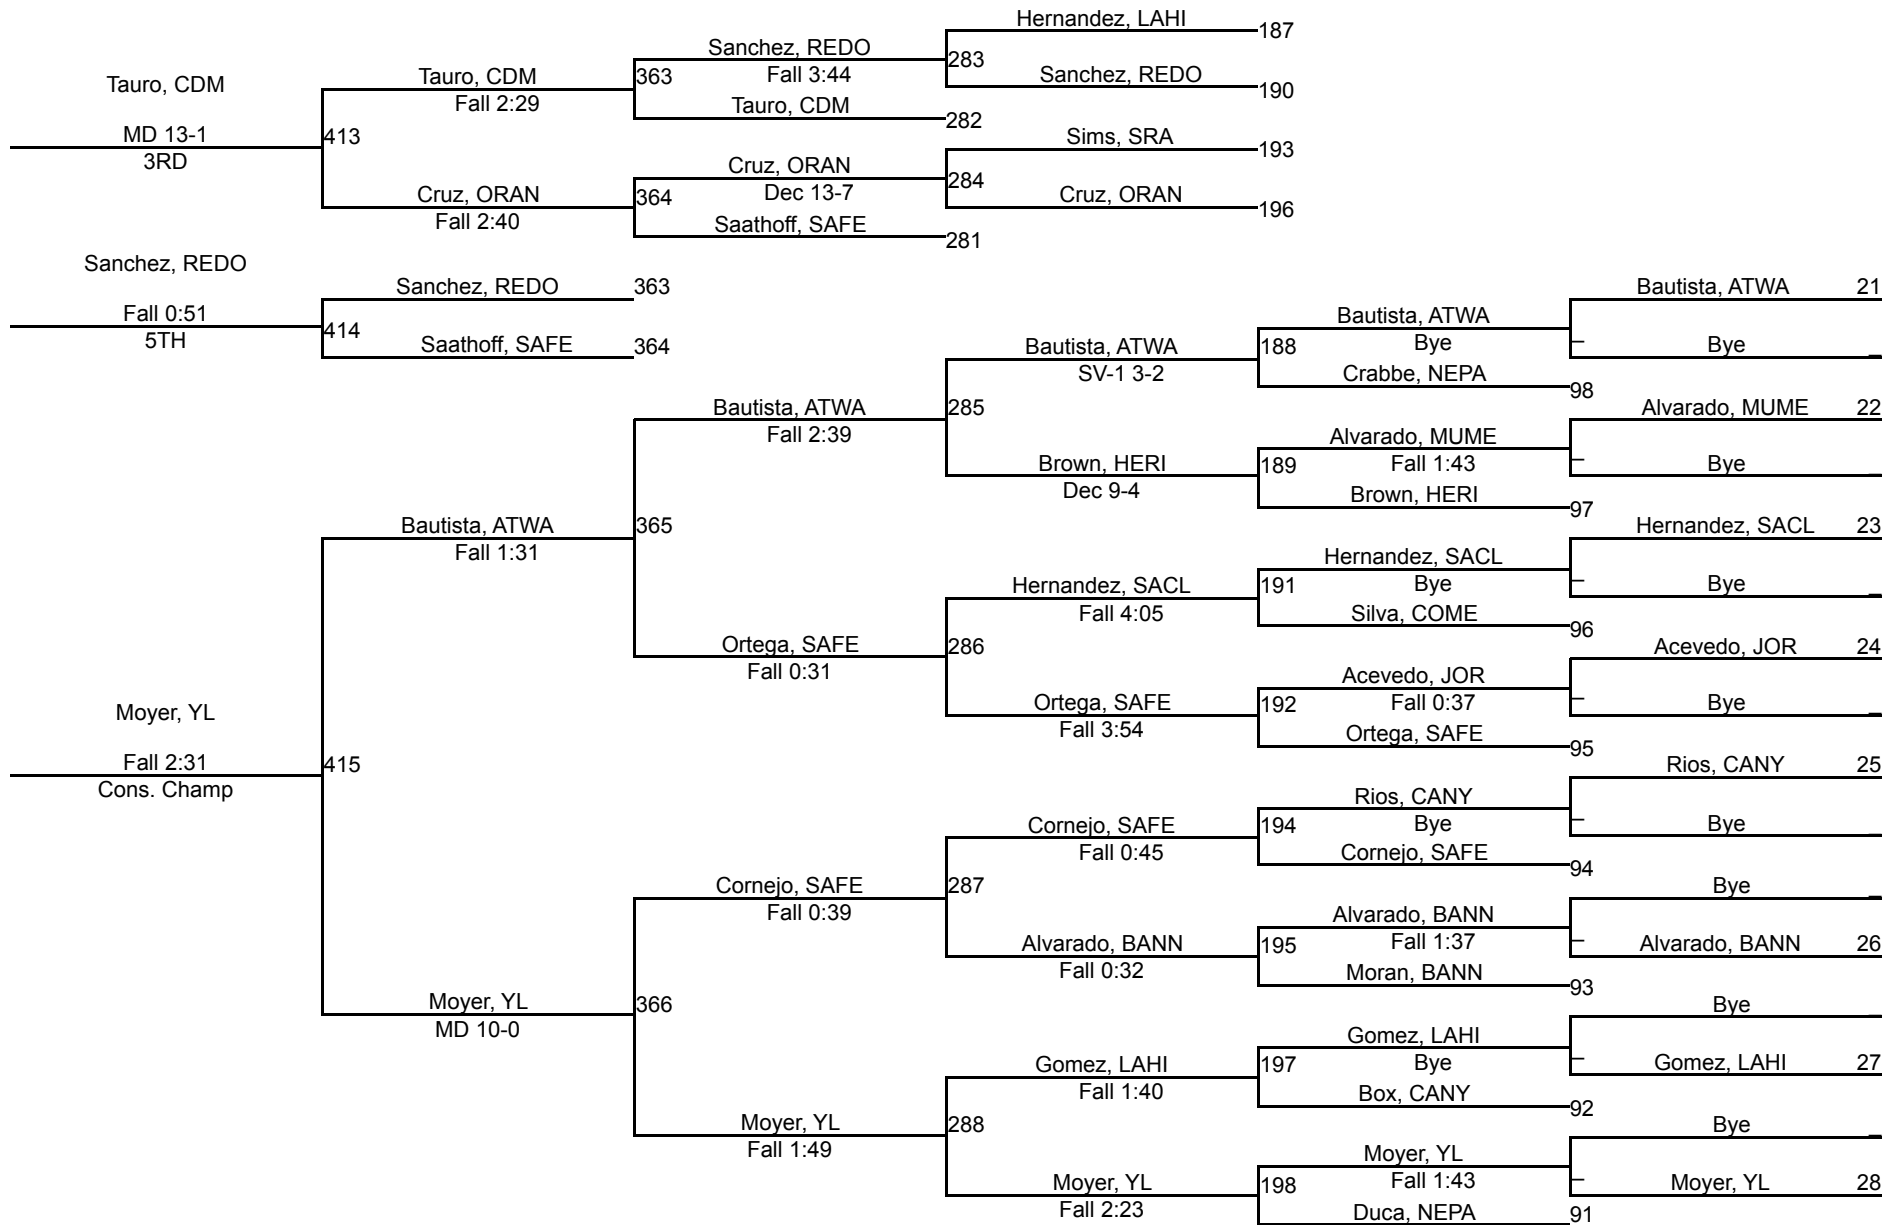 Hernandez, LAHI
187
Sanchez, REDO
283
Tauro, CDM
363
Fall 3:44
Sanchez, REDO
190
Tauro, CDM
Fall 2:29
Tauro, CDM
282
MD 13-1
413
3RD
Sims, SRA
193
Cruz, ORAN
284
Cruz, ORAN
364
Dec 13-7
Cruz, ORAN
196
Fall 2:40
Saathoff, SAFE
281
Sanchez, REDO
Sanchez, REDO
363
Fall 0:51
414
5TH
Saathoff, SAFE
364
Bautista, ATWA
21
Bautista, ATWA
Bautista, ATWA
188
Bye
Bye
SV-1 3-2
Crabbe, NEPA
98
Bautista, ATWA
285
Fall 2:39
Alvarado, MUME
22
Alvarado, MUME
Brown, HERI
189
Fall 1:43
Bye
Dec 9-4
Brown, HERI
97
Bautista, ATWA
365
Fall 1:31
Hernandez, SACL
23
Hernandez, SACL
Hernandez, SACL
191
Bye
Bye
Fall 4:05
Silva, COME
96
Ortega, SAFE
286
Fall 0:31
Acevedo, JOR
24
Acevedo, JOR
Ortega, SAFE
192
Fall 0:37
Bye
Fall 3:54
Ortega, SAFE
95
Moyer, YL
Fall 2:31
415
Cons. Champ
Rios, CANY
25
Rios, CANY
Cornejo, SAFE
194
Bye
Bye
Fall 0:45
Cornejo, SAFE
94
Cornejo, SAFE
287
Fall 0:39
Bye
Alvarado, BANN
Alvarado, BANN
195
Fall 1:37
Alvarado, BANN
26
Fall 0:32
Moran, BANN
93
Moyer, YL
366
MD 10-0
Bye
Gomez, LAHI
Gomez, LAHI
197
Bye
Gomez, LAHI
27
Fall 1:40
Box, CANY
92
Moyer, YL
288
Fall 1:49
Bye
Moyer, YL
Moyer, YL
198
Fall 1:43
Moyer, YL
28
Fall 2:23
Duca, NEPA
91